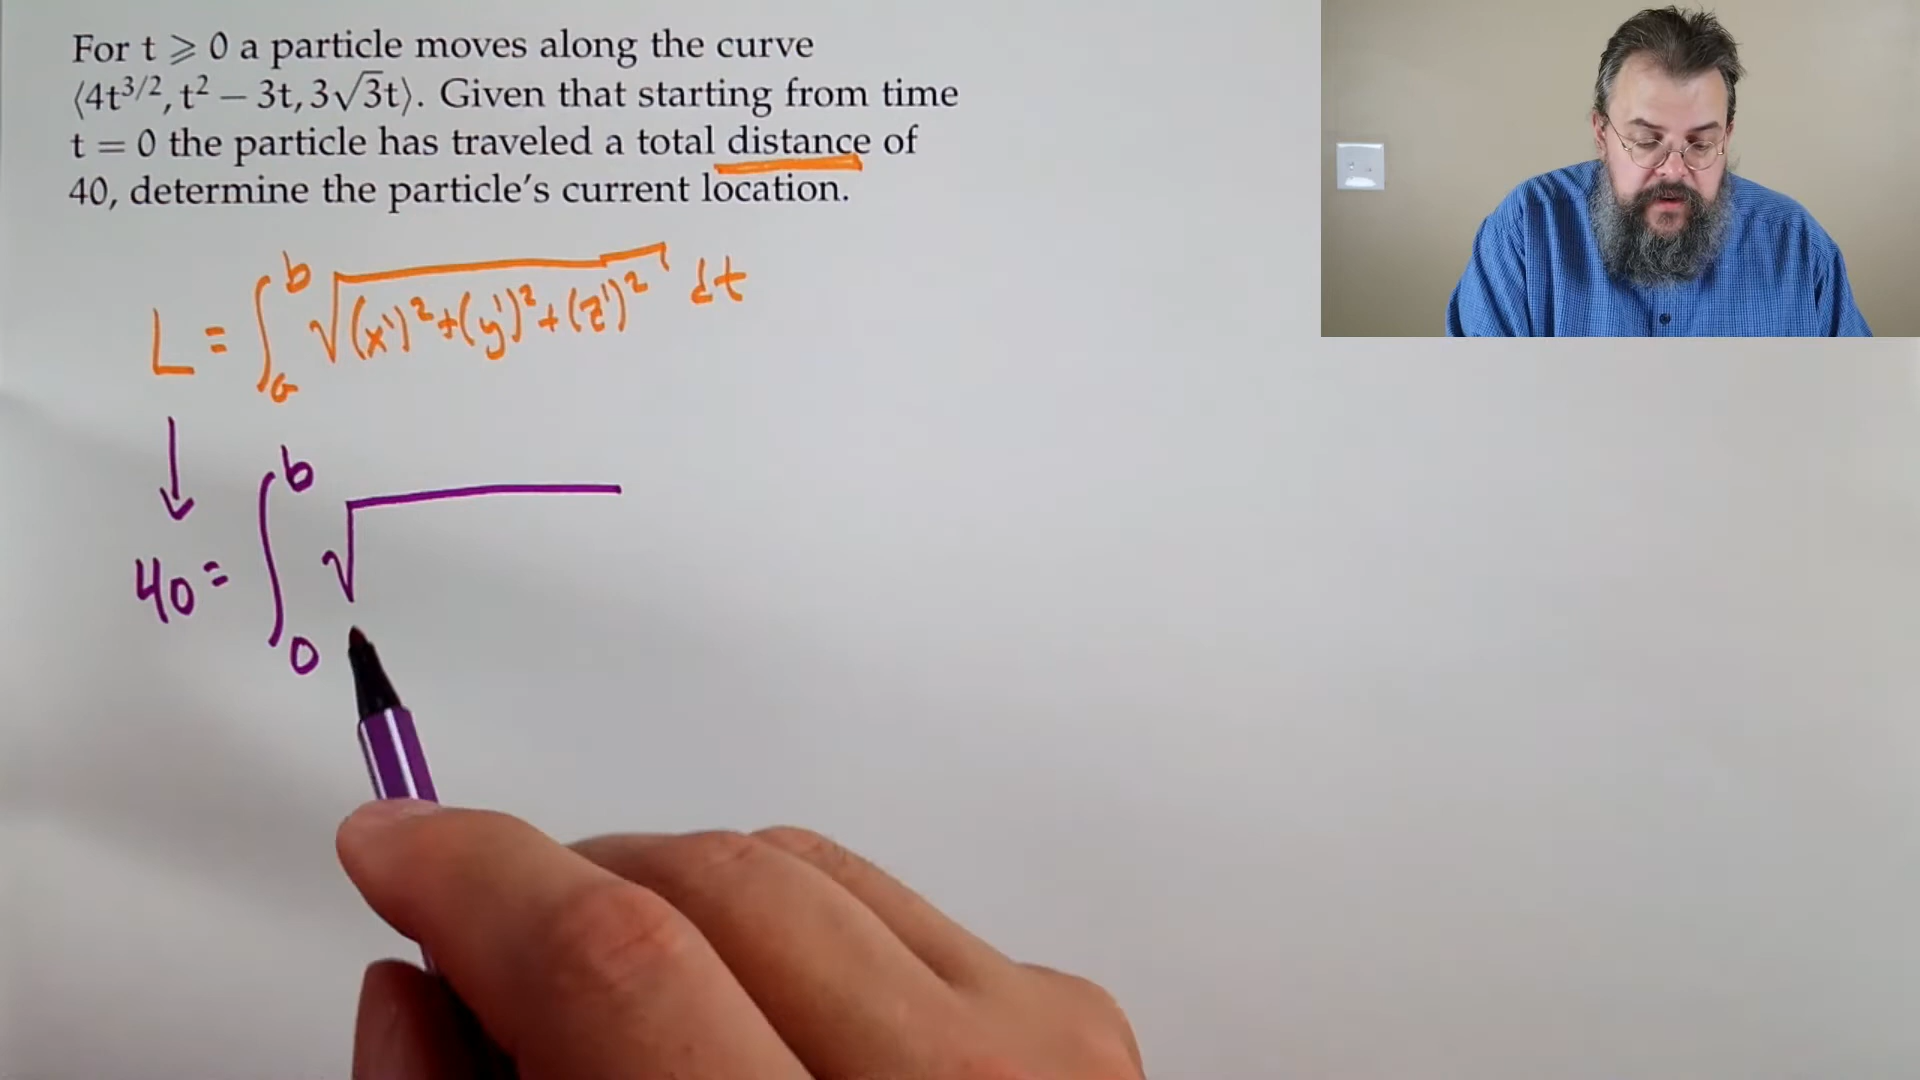 For t ⩾ 0 a particle moves along the curve
⟨4t^{3/2}, t² − 3t, 3√3t⟩. Given that starting from time
t = 0 the particle has traveled a total distance of
40, determine the particle's current location.
L = ∫_a^b √((x')² + (y')² + (z')²) dt
40 = ∫_0^b √